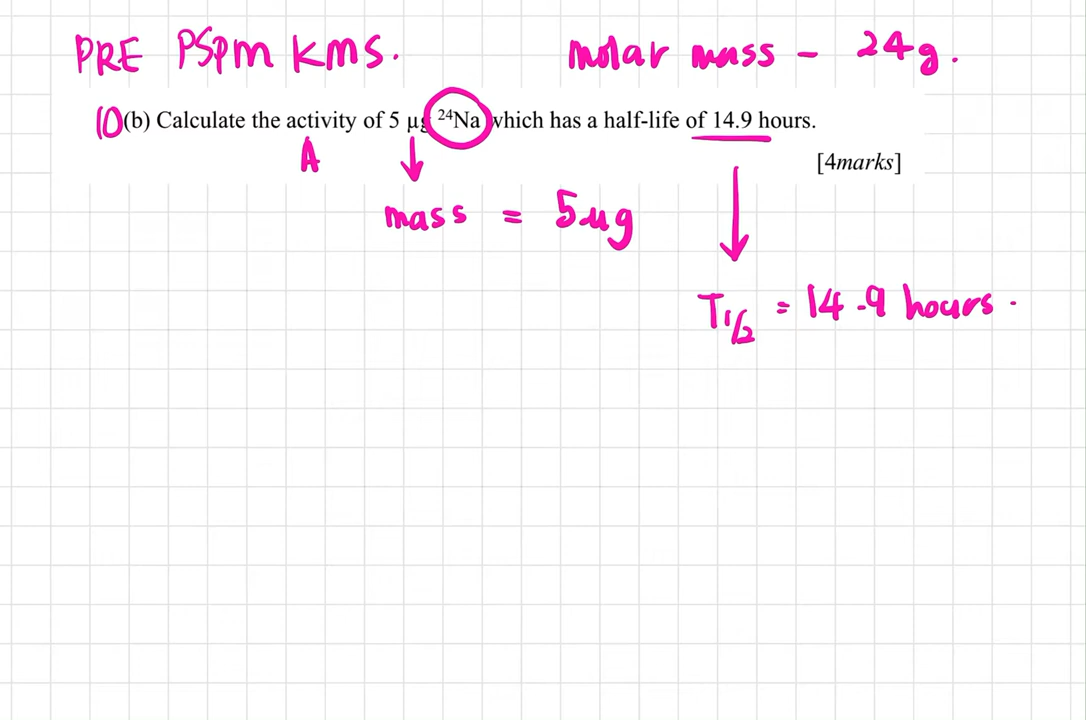 PRE PSPM KMS. molar mass - 24g.
10(b) Calculate the activity of 5 µg ²⁴Na which has a half-life of 14.9 hours.
A
[4marks]
mass = 5µg
T1/2 = 14.9 hours.